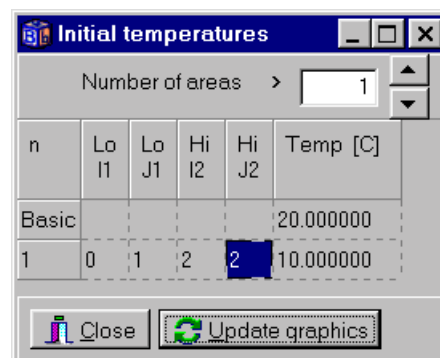 Initial temperatures
Number of areas > 1
n Lo I1 Lo J1 Hi I2 Hi J2 Temp [C]
Basic 20.000000
1 0 1 2 2 10.000000
Close Update graphics